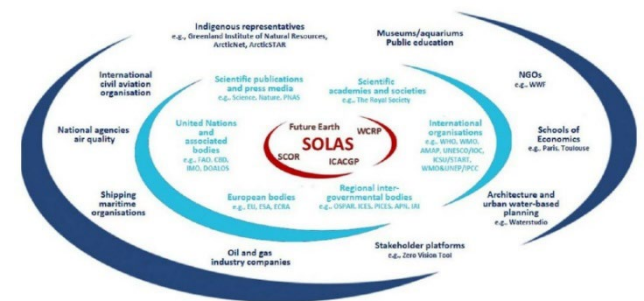 Indigenous representatives
e.g., Greenland Institute of Natural Resources,
ArcticNet, ArcticSTAR
Museums/aquariums
Public education
International
civil aviation
organisation
Scientific publications
and press media
e.g., Science, Nature, PNAS
Scientific
academies and societies
e.g., The Royal Society
NGOs
e.g., WWF
National agencies
air quality
United Nations
and
associated
bodies
e.g., FAO, CBD,
IMO, DOALOS
Future Earth
WCRP
SOLAS
SCOR
ICACGP
International
organisations
e.g., WHO, WMO,
AMAP, UNESCO/IOC,
ICSU/START,
WMO&UNEP/IPCC
Schools of
Economics
e.g., Paris, Toulouse
Shipping
maritime
organisations
European bodies
e.g., EU, ESA, ECRA
Regional inter-
governmental bodies
e.g., OSPAR, ICES, PICES, APN, IAI
Architecture and
urban water-based
planning
e.g., Waterstudio
Oil and gas
industry companies
Stakeholder platforms
e.g., Zero Vision Tool